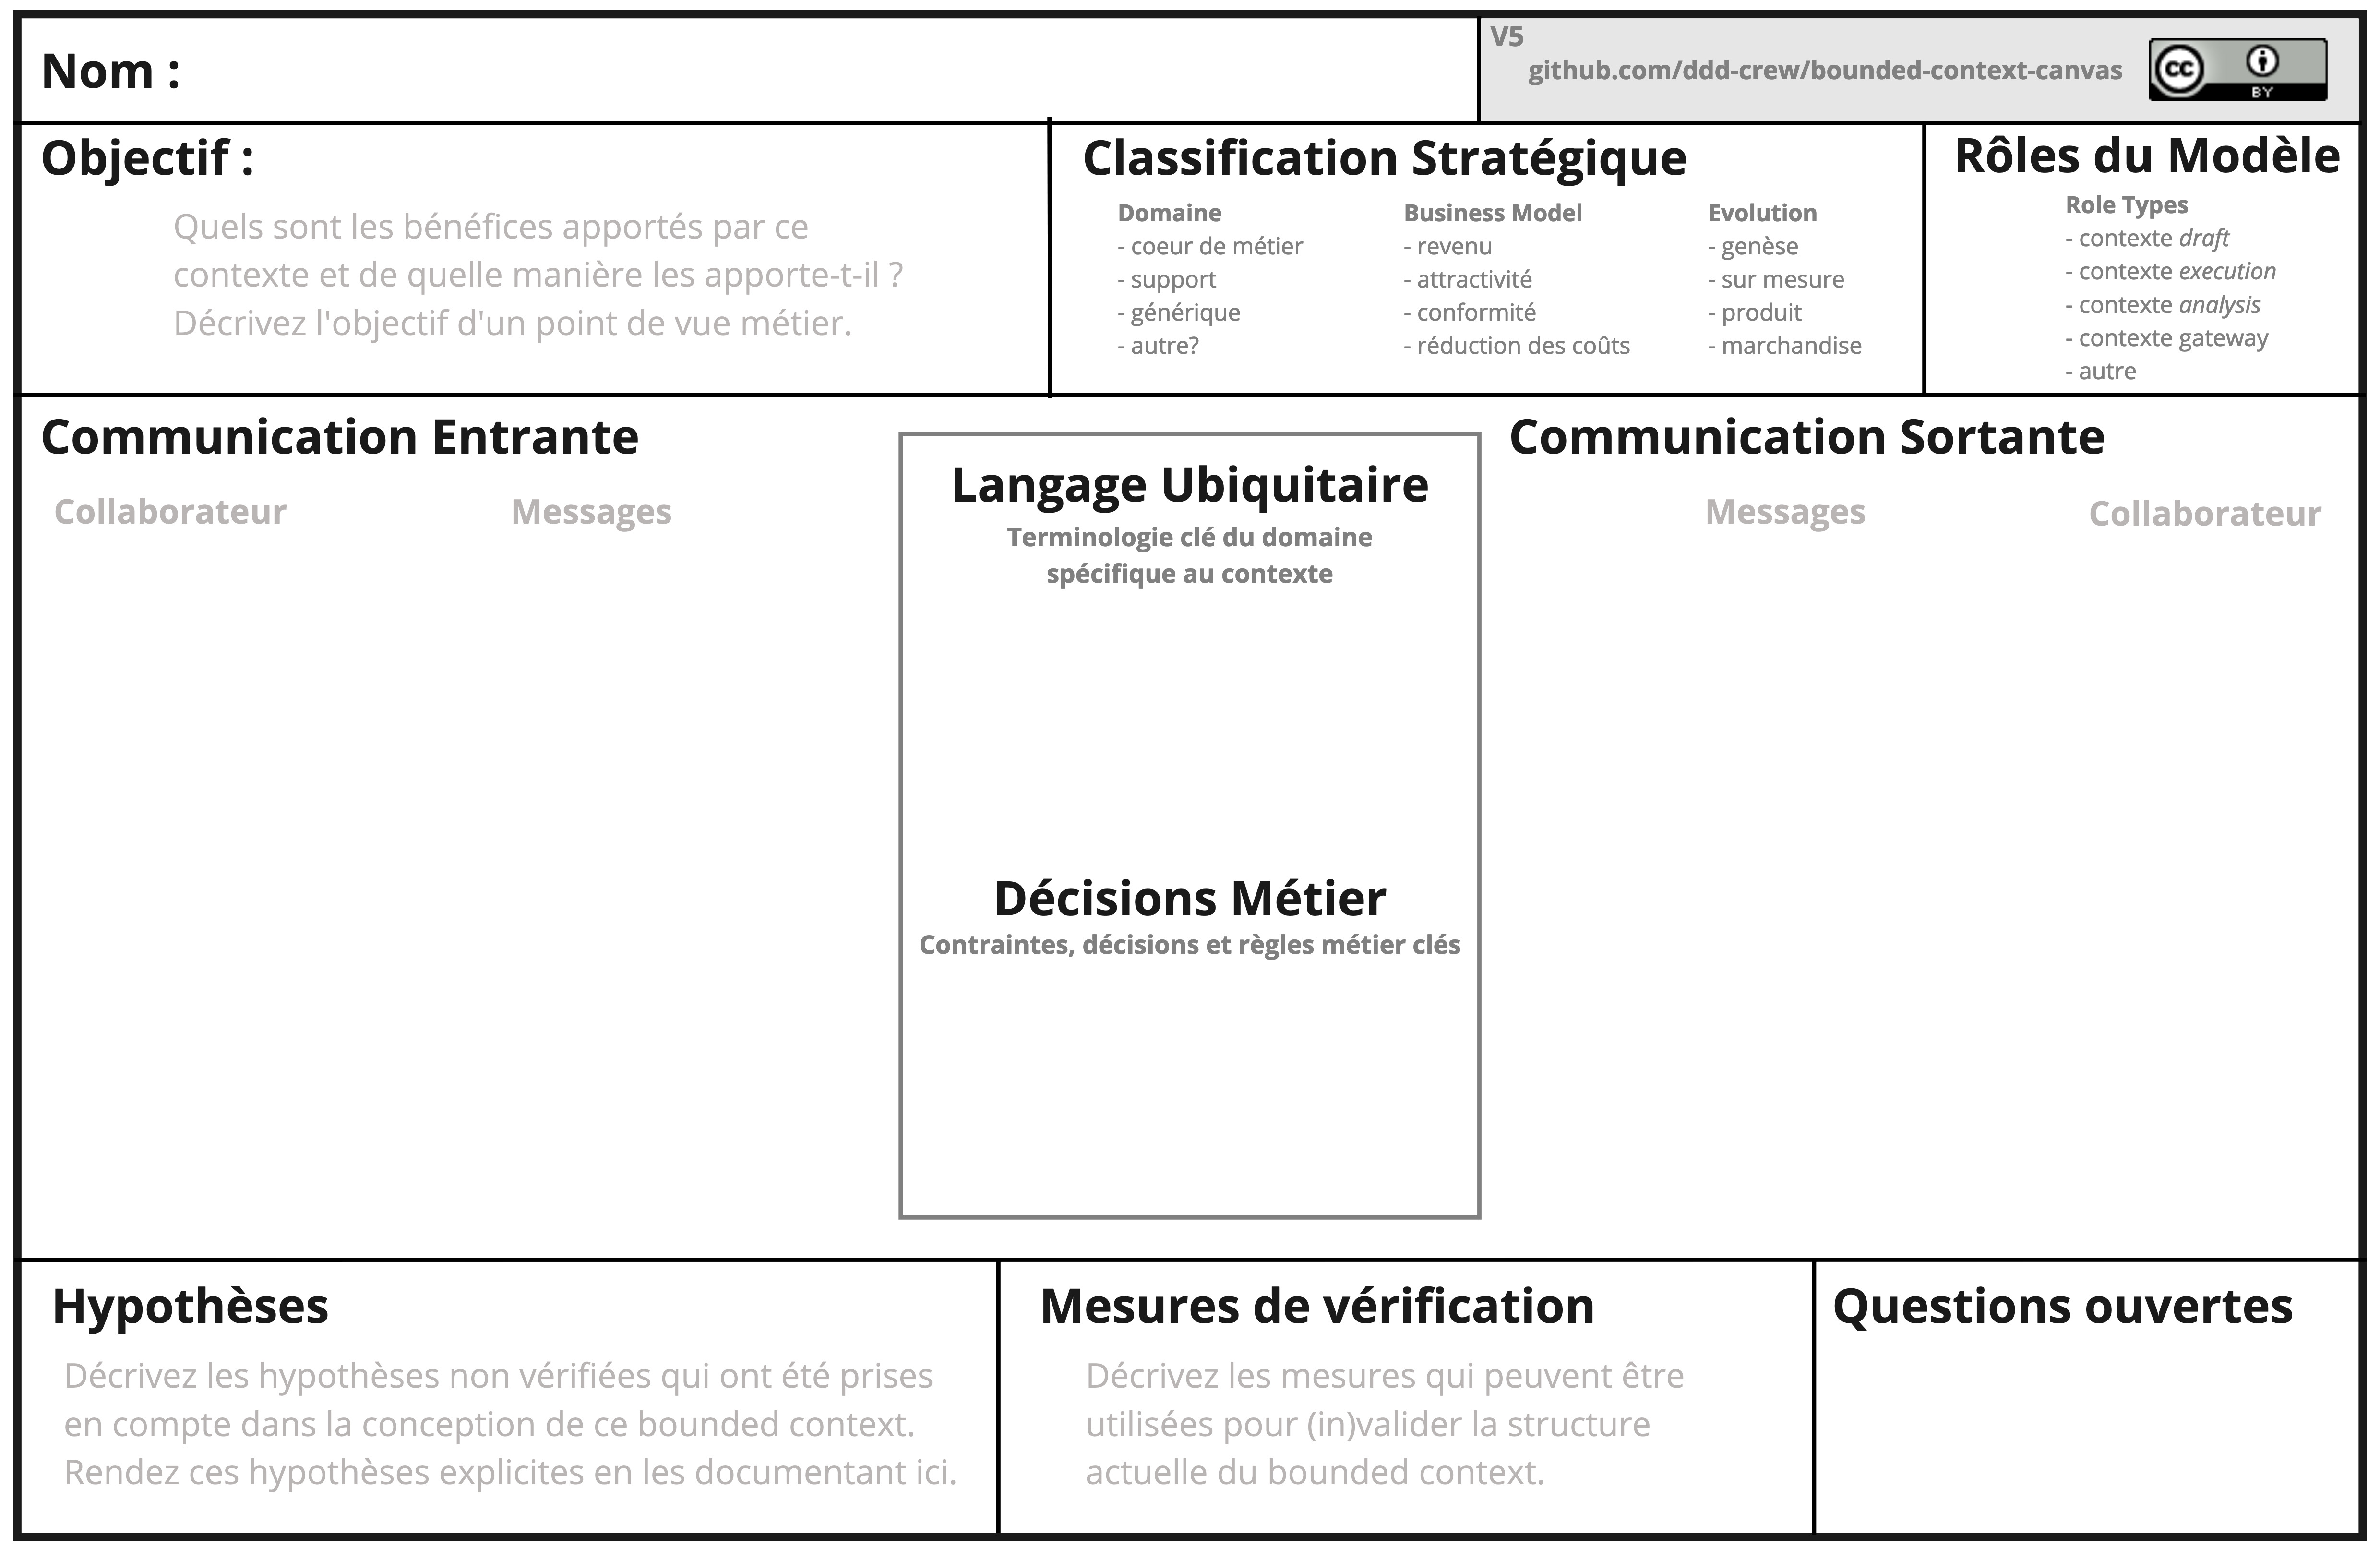 Nom :
V5
github.com/ddd-crew/bounded-context-canvas
cc
BY
Objectif :
Quels sont les bénéfices apportés par ce
contexte et de quelle manière les apporte-t-il ?
Décrivez l'objectif d'un point de vue métier.
Classification Stratégique
Domaine
- coeur de métier
- support
- générique
- autre?
Business Model
- revenu
- attractivité
- conformité
- réduction des coûts
Evolution
- genèse
- sur mesure
- produit
- marchandise
Rôles du Modèle
Role Types
- contexte draft
- contexte execution
- contexte analysis
- contexte gateway
- autre
Communication Entrante
Collaborateur
Messages
Langage Ubiquitaire
Terminologie clé du domaine
spécifique au contexte
Décisions Métier
Contraintes, décisions et règles métier clés
Communication Sortante
Messages
Collaborateur
Hypothèses
Décrivez les hypothèses non vérifiées qui ont été prises
en compte dans la conception de ce bounded context.
Rendez ces hypothèses explicites en les documentant ici.
Mesures de vérification
Décrivez les mesures qui peuvent être
utilisées pour (in)valider la structure
actuelle du bounded context.
Questions ouvertes